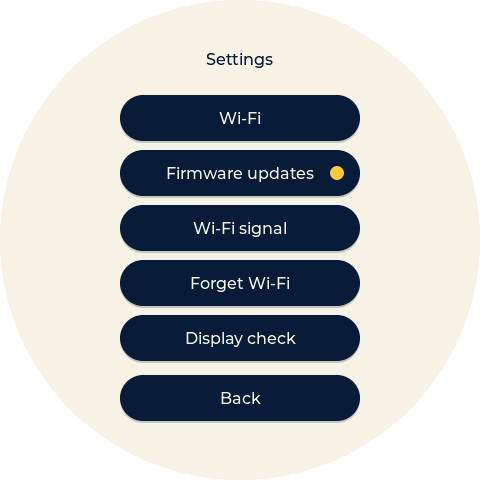 Settings
Wi-Fi
Firmware updates
Wi-Fi signal
Forget Wi-Fi
Display check
Back